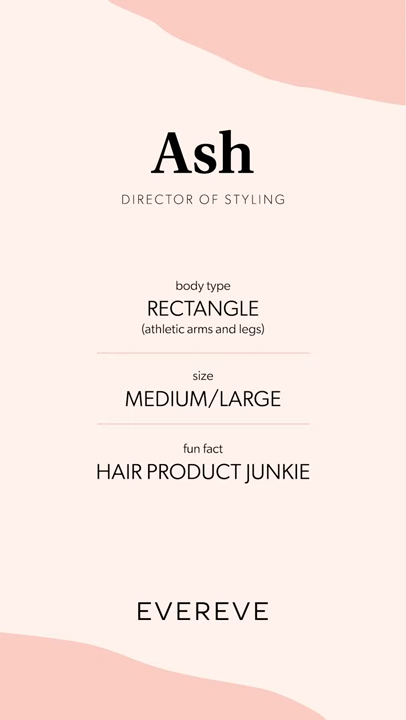 Ash
DIRECTOR OF STYLING
body type
RECTANGLE
(athletic arms and legs)
size
MEDIUM/LARGE
fun fact
HAIR PRODUCT JUNKIE
EVEREVE